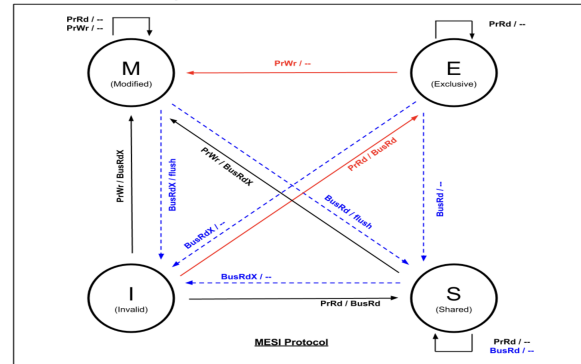 PrRd / --
PrWr / --
PrRd / --
M
(Modified)
PrWr / --
E
(Exclusive)
PrWr / BusRdX
BusRdX / flush
PrWr / BusRdX
PrRd / BusRd
BusRdX / --
BusRd / flush
BusRd / --
I
(Invalid)
BusRdX / --
S
(Shared)
PrRd / BusRd
MESI Protocol
PrRd / --
BusRd / --